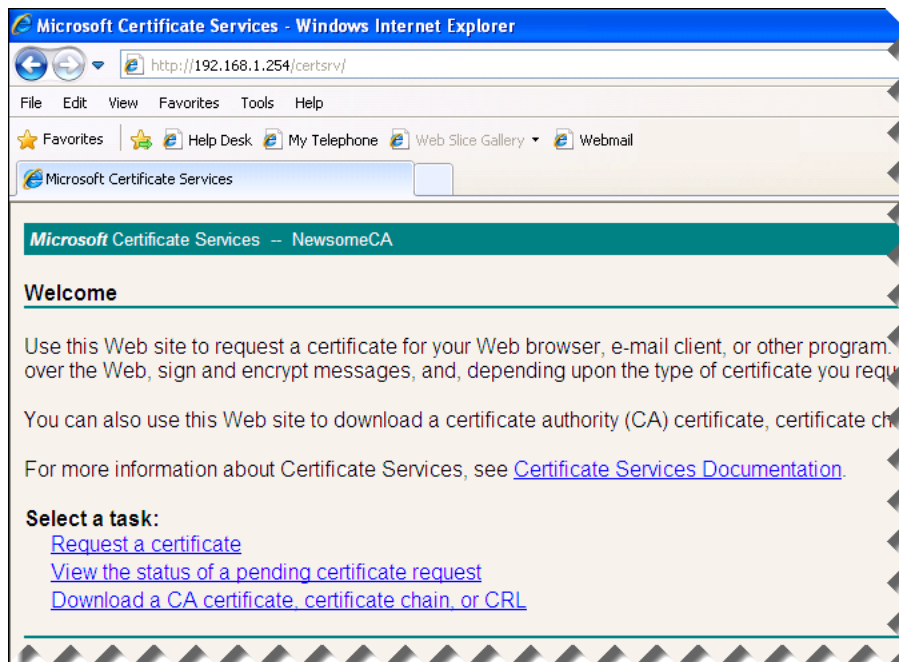 Microsoft Certificate Services - Windows Internet Explorer
http://192.168.1.254/certsrv/
File Edit View Favorites Tools Help
Favorites Help Desk My Telephone Web Slice Gallery Webmail
Microsoft Certificate Services
Microsoft Certificate Services -- NewsomeCA
Welcome
Use this Web site to request a certificate for your Web browser, e-mail client, or other program.
over the Web, sign and encrypt messages, and, depending upon the type of certificate you
You can also use this Web site to download a certificate authority (CA) certificate, certificate
For more information about Certificate Services, see Certificate Services Documentation.
Select a task:
Request a certificate
View the status of a pending certificate request
Download a CA certificate, certificate chain, or CRL